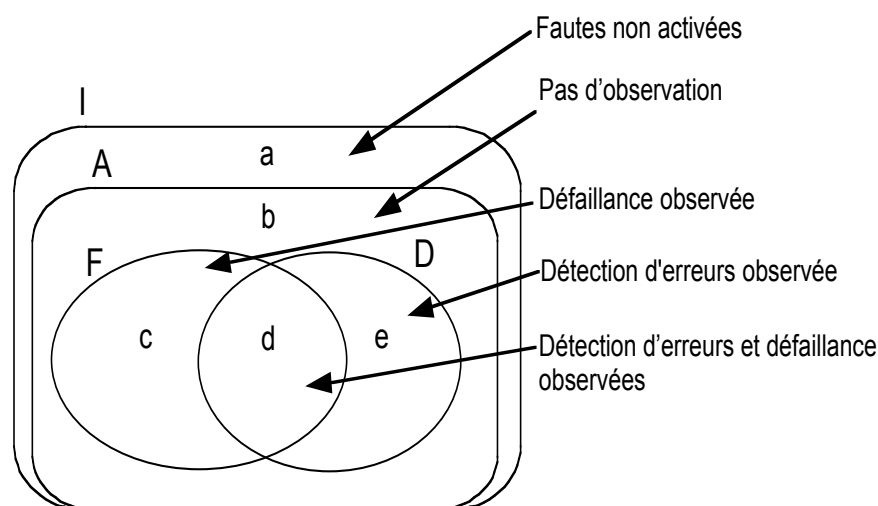 Fautes non activées
Pas d’observation
I
A
a
b
Défaillance observée
F
D
Détection d'erreurs observée
c
d
e
Détection d’erreurs et défaillance
observées